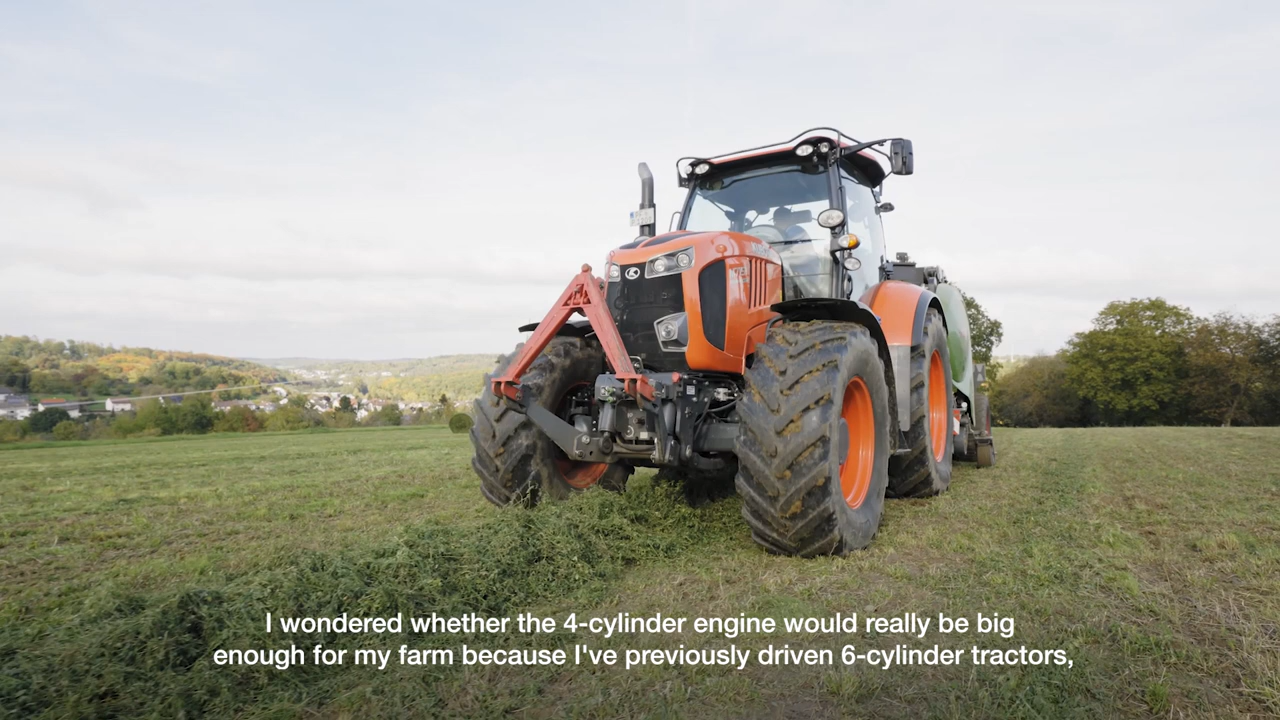 I wondered whether the 4-cylinder engine would really be big
enough for my farm because I've previously driven 6-cylinder tractors,